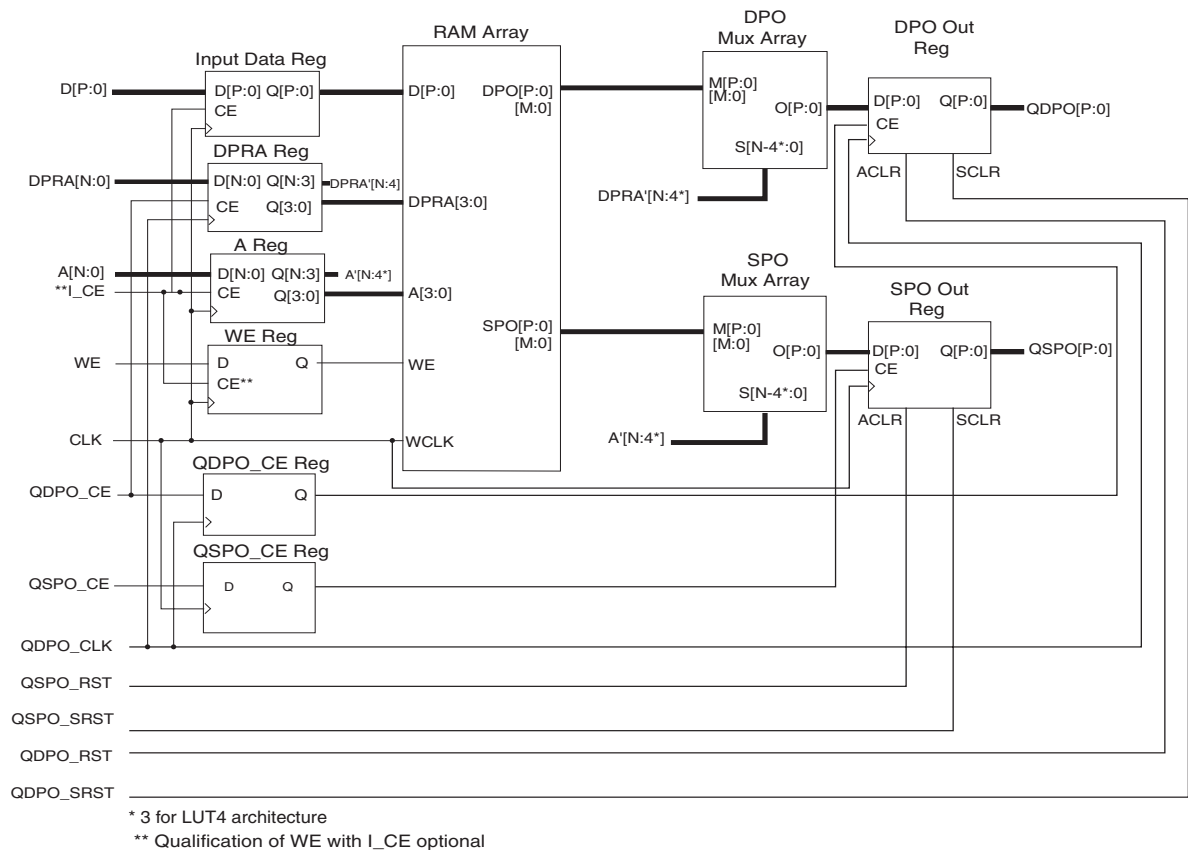 RAM Array
DPO
Mux Array
DPO Out
Reg
Input Data Reg
D[P:0]
D[P:0] Q[P:0]
CE
D[P:0]
DPO[P:0]
[M:0]
M[P:0]
[M:0]
O[P:0]
S[N-4*:0]
D[P:0] Q[P:0]
CE
QDPO[P:0]
ACLR
SCLR
DPRA Reg
DPRA[N:0]
D[N:0] Q[N:3]
CE Q[3:0]
DPRA'[N:4]
DPRA[3:0]
DPRA'[N:4*]
A Reg
A[N:0]
**I_CE
D[N:0] Q[N:3]
CE
Q[3:0]
A'[N:4*]
A[3:0]
SPO
Mux Array
SPO Out
Reg
SPO[P:0]
[M:0]
M[P:0]
[M:0]
O[P:0]
S[N-4*:0]
D[P:0] Q[P:0]
CE
QSPO[P:0]
ACLR
SCLR
A'[N:4*]
WE Reg
WE
D Q
CE**
WE
CLK
WCLK
QDPO_CE Reg
QDPO_CE
D Q
QSPO_CE Reg
QSPO_CE
D Q
QDPO_CLK
QSPO_RST
QSPO_SRST
QDPO_RST
QDPO_SRST
* 3 for LUT4 architecture
** Qualification of WE with I_CE optional